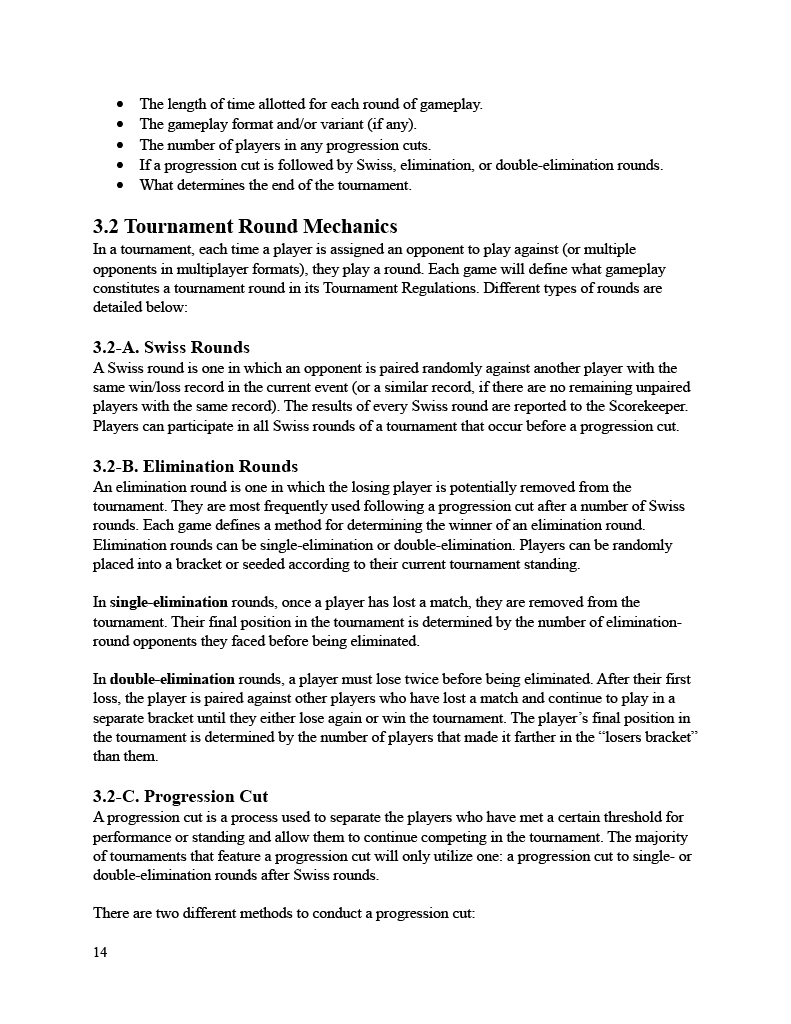 • The length of time allotted for each round of gameplay.
• The gameplay format and/or variant (if any).
• The number of players in any progression cuts.
• If a progression cut is followed by Swiss, elimination, or double-elimination rounds.
• What determines the end of the tournament.
3.2 Tournament Round Mechanics
In a tournament, each time a player is assigned an opponent to play against (or multiple
opponents in multiplayer formats), they play a round. Each game will define what gameplay
constitutes a tournament round in its Tournament Regulations. Different types of rounds are
detailed below:
3.2-A. Swiss Rounds
A Swiss round is one in which an opponent is paired randomly against another player with the
same win/loss record in the current event (or a similar record, if there are no remaining unpaired
players with the same record). The results of every Swiss round are reported to the Scorekeeper.
Players can participate in all Swiss rounds of a tournament that occur before a progression cut.
3.2-B. Elimination Rounds
An elimination round is one in which the losing player is potentially removed from the
tournament. They are most frequently used following a progression cut after a number of Swiss
rounds. Each game defines a method for determining the winner of an elimination round.
Elimination rounds can be single-elimination or double-elimination. Players can be randomly
placed into a bracket or seeded according to their current tournament standing.
In single-elimination rounds, once a player has lost a match, they are removed from the
tournament. Their final position in the tournament is determined by the number of elimination-
round opponents they faced before being eliminated.
In double-elimination rounds, a player must lose twice before being eliminated. After their first
loss, the player is paired against other players who have lost a match and continue to play in a
separate bracket until they either lose again or win the tournament. The player’s final position in
the tournament is determined by the number of players that made it farther in the “losers bracket”
than them.
3.2-C. Progression Cut
A progression cut is a process used to separate the players who have met a certain threshold for
performance or standing and allow them to continue competing in the tournament. The majority
of tournaments that feature a progression cut will only utilize one: a progression cut to single- or
double-elimination rounds after Swiss rounds.
There are two different methods to conduct a progression cut:
14